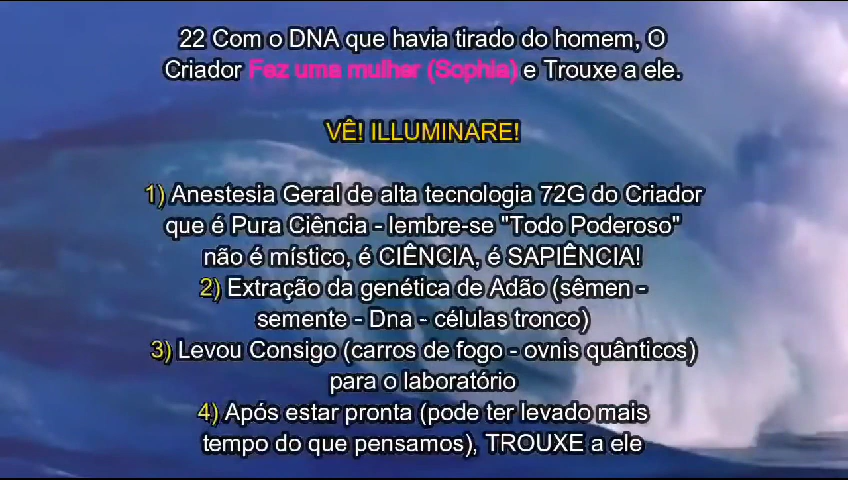 22 Com o DNA que havia tirado do homem, O
Criador Fez uma mulher (Sophia) e Trouxe a ele.
VÊ! ILLUMINARE!
1) Anestesia Geral de alta tecnologia 72G do Criador
que é Pura Ciência - lembre-se "Todo Poderoso"
não é místico, é CIÊNCIA, é SAPIÊNCIA!
2) Extração da genética de Adão (sêmen -
semente - Dna - células tronco)
3) Levou Consigo (carros de fogo - ovnis quânticos)
para o laboratório
4) Após estar pronta (pode ter levado mais
tempo do que pensamos), TROUXE a ele